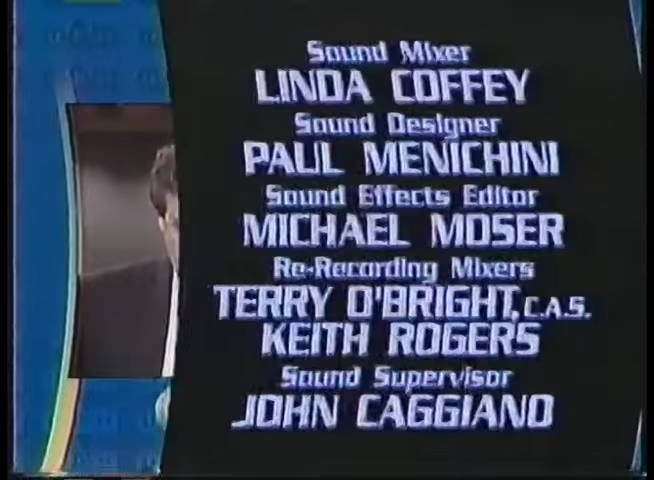 Sound Mixer
LINDA COFFEY
Sound Designer
PAUL MENICHINI
Sound Effects Editor
MICHAEL MOSER
Re-Recording Mixers
TERRY O'BRIGHT, C.A.S.
KEITH ROGERS
Sound Supervisor
JOHN CAGGIANO